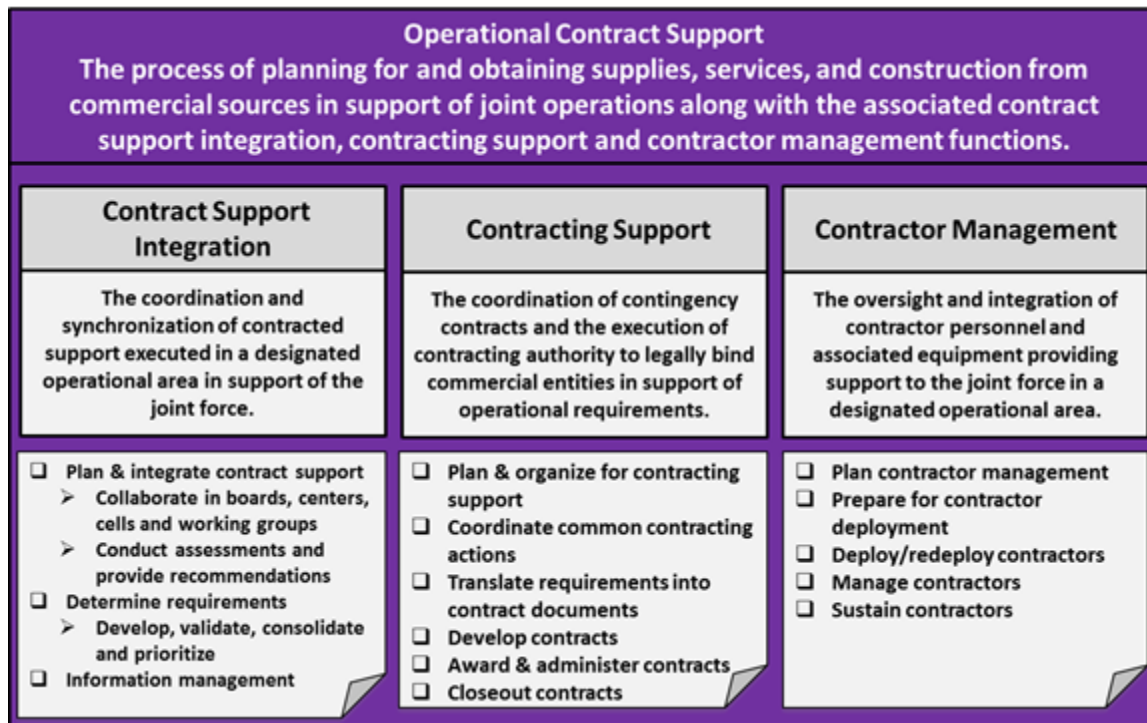 Operational Contract Support
The process of planning for and obtaining supplies, services, and construction from
commercial sources in support of joint operations along with the associated contract
support integration, contracting support and contractor management functions.
Contract Support
Integration
The coordination and
synchronization of contracted
support executed in a designated
operational area in support of the
joint force.
❑ Plan & integrate contract support
➢ Collaborate in boards, centers,
cells and working groups
➢ Conduct assessments and
provide recommendations
❑ Determine requirements
➢ Develop, validate, consolidate
and prioritize
❑ Information management
Contracting Support
The coordination of contingency
contracts and the execution of
contracting authority to legally bind
commercial entities in support of
operational requirements.
❑ Plan & organize for contracting
support
❑ Coordinate common contracting
actions
❑ Translate requirements into
contract documents
❑ Develop contracts
❑ Award & administer contracts
❑ Closeout contracts
Contractor Management
The oversight and integration of
contractor personnel and
associated equipment providing
support to the joint force in a
designated operational area.
❑ Plan contractor management
❑ Prepare for contractor
deployment
❑ Deploy/redeploy contractors
❑ Manage contractors
❑ Sustain contractors